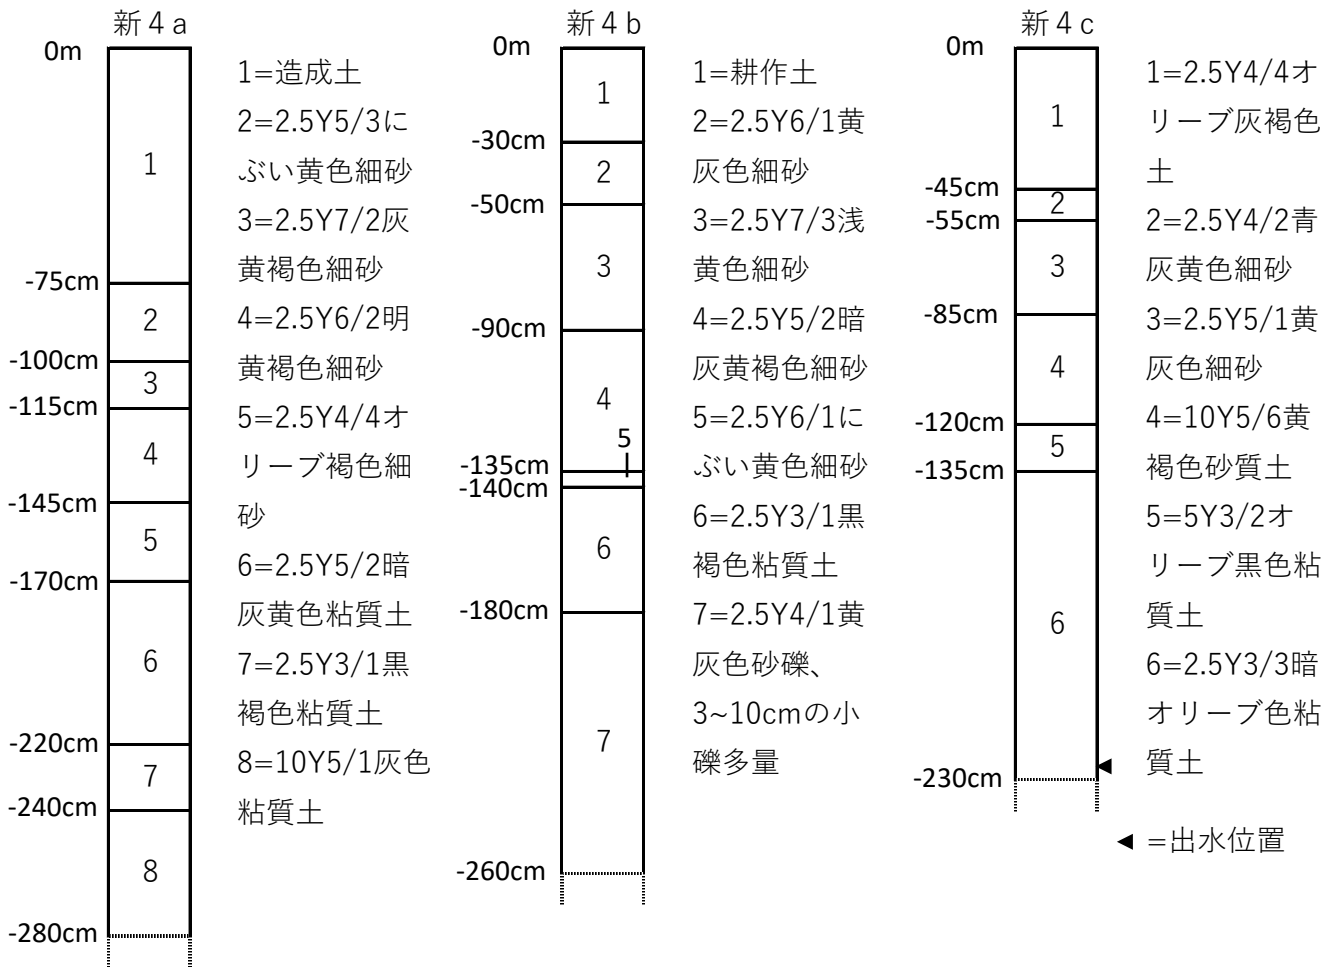 新4a
0m
-75cm
-100cm
-115cm
-145cm
-170cm
-220cm
-240cm
-280cm
1
2
3
4
5
6
7
8
1=造成土
2=2.5Y5/3に
ぶい黄色細砂
3=2.5Y7/2灰
黄褐色細砂
4=2.5Y6/2明
黄褐色細砂
5=2.5Y4/4オ
リーブ褐色細
砂
6=2.5Y5/2暗
灰黄色粘質土
7=2.5Y3/1黒
褐色粘質土
8=10Y5/1灰色
粘質土
新4b
0m
-30cm
-50cm
-90cm
-135cm
-140cm
-180cm
-260cm
1
2
3
4
5
6
7
1=耕作土
2=2.5Y6/1黄
灰色細砂
3=2.5Y7/3浅
黄色細砂
4=2.5Y5/2暗
灰黄褐色細砂
5=2.5Y6/1に
ぶい黄色細砂
6=2.5Y3/1黒
褐色粘質土
7=2.5Y4/1黄
灰色砂礫、
3~10cmの小
礫多量
新4c
0m
-45cm
-55cm
-85cm
-120cm
-135cm
-230cm
1
2
3
4
5
6
1=2.5Y4/4オ
リーブ灰褐色
土
2=2.5Y4/2青
灰黄色細砂
3=2.5Y5/1黄
灰色細砂
4=10Y5/6黄
褐色砂質土
5=5Y3/2オ
リーブ黒色粘
質土
6=2.5Y3/3暗
オリーブ色粘
質土
◀=出水位置